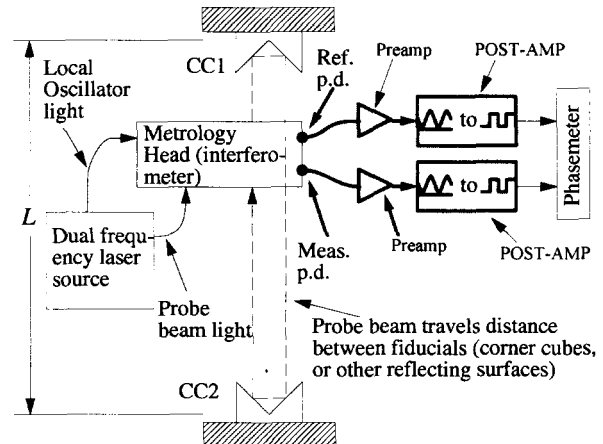 CC1
Local
Oscillator
light
Ref.
p.d.
Preamp
POST-AMP
to
Metrology
Head (interfero-
meter)
Phasemeter
L
to
Dual frequ-
ency laser
source
Meas.
p.d.
Preamp
POST-AMP
Probe
beam light
Probe beam travels distance
between fiducials (corner cubes,
or other reflecting surfaces)
CC2